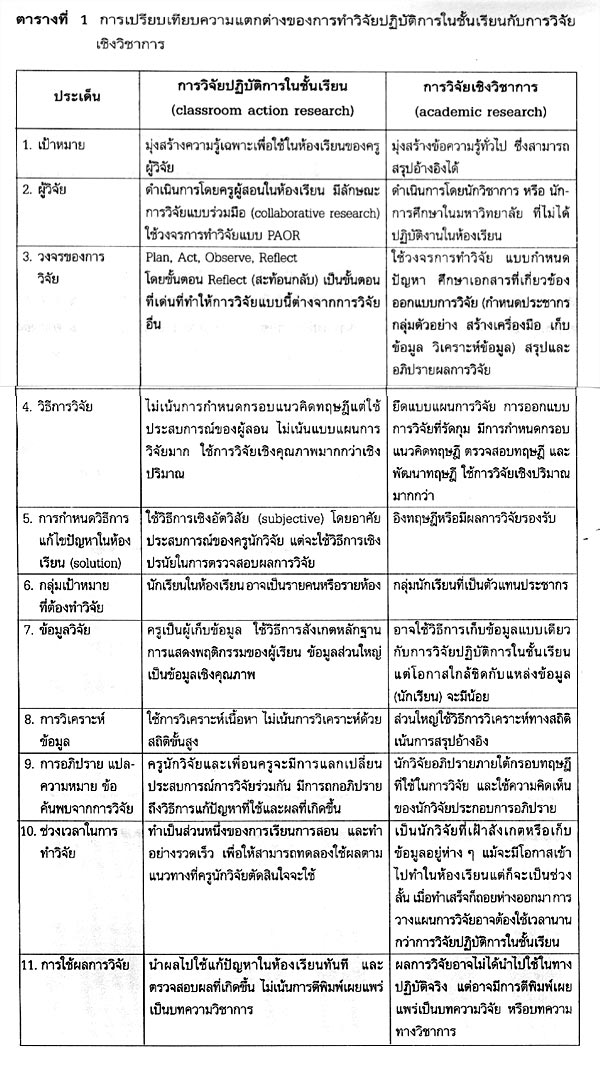 ตารางที่ 1 การเปรียบเทียบความแตกต่างของการทำวิจัยปฏิบัติการในชั้นเรียนกับการวิจัย
เชิงวิชาการ
ประเด็น
การวิจัยปฏิบัติการในชั้นเรียน
(classroom action research)
การวิจัยเชิงวิชาการ
(academic research)
1. เป้าหมาย
มุ่งสร้างความรู้เฉพาะเพื่อใช้ในห้องเรียนของครู
ผู้วิจัย
มุ่งสร้างข้อความรู้ทั่วไป ซึ่งสามารถ
สรุปอ้างอิงได้
2. ผู้วิจัย
ดำเนินการโดยครูผู้สอนในห้องเรียน มีลักษณะ
การวิจัยแบบร่วมมือ (collaborative research)
ใช้วงจรการทำวิจัยแบบ PAOR
ดำเนินการโดยนักวิชาการ หรือ นัก-
การศึกษาในมหาวิทยาลัย ที่ไม่ได้
ปฏิบัติงานในห้องเรียน
3. วงจรของการ
วิจัย
Plan, Act, Observe, Reflect
โดยขั้นตอน Reflect (สะท้อนกลับ) เป็นขั้นตอน
ที่เด่นที่ทำให้การวิจัยแบบนี้ต่างจากการวิจัย
อื่น
ใช้วงจรการทำวิจัย แบบกำหนด
ปัญหา ศึกษาเอกสารที่เกี่ยวข้อง
ออกแบบการวิจัย (กำหนดประชากร
กลุ่มตัวอย่าง สร้างเครื่องมือ เก็บ
ข้อมูล วิเคราะห์ข้อมูล) สรุปและ
อภิปรายผลการวิจัย
4. วิธีการวิจัย
ไม่เน้นการกำหนดกรอบแนวคิดทฤษฎีแต่ใช้
ประสบการณ์ของผู้สอน ไม่เน้นแบบแผนการ
วิจัยมาก ใช้การวิจัยเชิงคุณภาพมากกว่าเชิง
ปริมาณ
ยึดแบบแผนการวิจัย การออกแบบ
การวิจัยที่รัดกุม มีการกำหนดกรอบ
แนวคิดทฤษฎี ตรวจสอบทฤษฎี และ
พัฒนาทฤษฎี ใช้การวิจัยเชิงปริมาณ
มากกว่า
5. การกำหนดวิธีการ
แก้ไขปัญหาในห้อง
เรียน (solution)
ใช้วิธีการเชิงอัตวิสัย (subjective) โดยอาศัย
ประสบการณ์ของครูนักวิจัย แต่จะใช้วิธีการเชิง
ปรนัยในการตรวจสอบผลการวิจัย
อิงทฤษฎีหรือมีผลการวิจัยรองรับ
6. กลุ่มเป้าหมาย
ที่ต้องทำวิจัย
นักเรียนในห้องเรียน อาจเป็นรายคนหรือรายห้อง
กลุ่มนักเรียนที่เป็นตัวแทนประชากร
7. ข้อมูลวิจัย
ครูเป็นผู้เก็บข้อมูล ใช้วิธีการสังเกตหลักฐาน
การแสดงพฤติกรรมของผู้เรียน ข้อมูลส่วนใหญ่
เป็นข้อมูลเชิงคุณภาพ
อาจใช้วิธีการเก็บข้อมูลแบบเดียว
กับการวิจัยปฏิบัติการในชั้นเรียน
แต่โอกาสใกล้ชิดกับแหล่งข้อมูล
(นักเรียน) จะมีน้อย
8. การวิเคราะห์
ข้อมูล
ใช้การวิเคราะห์เนื้อหา ไม่เน้นการวิเคราะห์ด้วย
สถิติขั้นสูง
ส่วนใหญ่ใช้วิธีการวิเคราะห์ทางสถิติ
เน้นการสรุปอ้างอิง
9. การอภิปราย แปล-
ความหมาย ข้อ
ค้นพบจากการวิจัย
ครูนักวิจัยและเพื่อนครูจะมีการแลกเปลี่ยน
ประสบการณ์การวิจัยร่วมกัน มีการถกอภิปราย
ถึงวิธีการแก้ปัญหาที่ใช้และผลที่เกิดขึ้น
นักวิจัยอภิปรายภายใต้กรอบทฤษฎี
ที่ใช้ในการวิจัย และใช้ความคิดเห็น
ของนักวิจัยประกอบการอภิปราย
10. ช่วงเวลาในการ
ทำวิจัย
ทำเป็นส่วนหนึ่งของการเรียนการสอน และทำ
อย่างรวดเร็ว เพื่อให้สามารถทดลองใช้ผลตาม
แนวทางที่ครูนักวิจัยตัดสินใจจะใช้
เป็นนักวิจัยที่เฝ้าสังเกตหรือเก็บ
ข้อมูลอยู่ห่าง ๆ แม้จะมีโอกาสเข้า
ไปทำในห้องเรียนแต่ก็จะเป็นช่วง
สั้น เมื่อทำเสร็จก็ถอยห่างออกมา การ
วางแผนการวิจัยอาจต้องใช้เวลานาน
กว่าการวิจัยปฏิบัติการในชั้นเรียน
11. การใช้ผลการวิจัย
นำผลไปใช้แก้ปัญหาในห้องเรียนทันที และ
ตรวจสอบผลที่เกิดขึ้น ไม่เน้นการตีพิมพ์เผยแพร่
เป็นบทความวิชาการ
ผลการวิจัยอาจไม่ได้นำไปใช้ในทาง
ปฏิบัติจริง แต่อาจมีการตีพิมพ์เผย
แพร่เป็นบทความวิจัย หรือบทความ
ทางวิชาการ